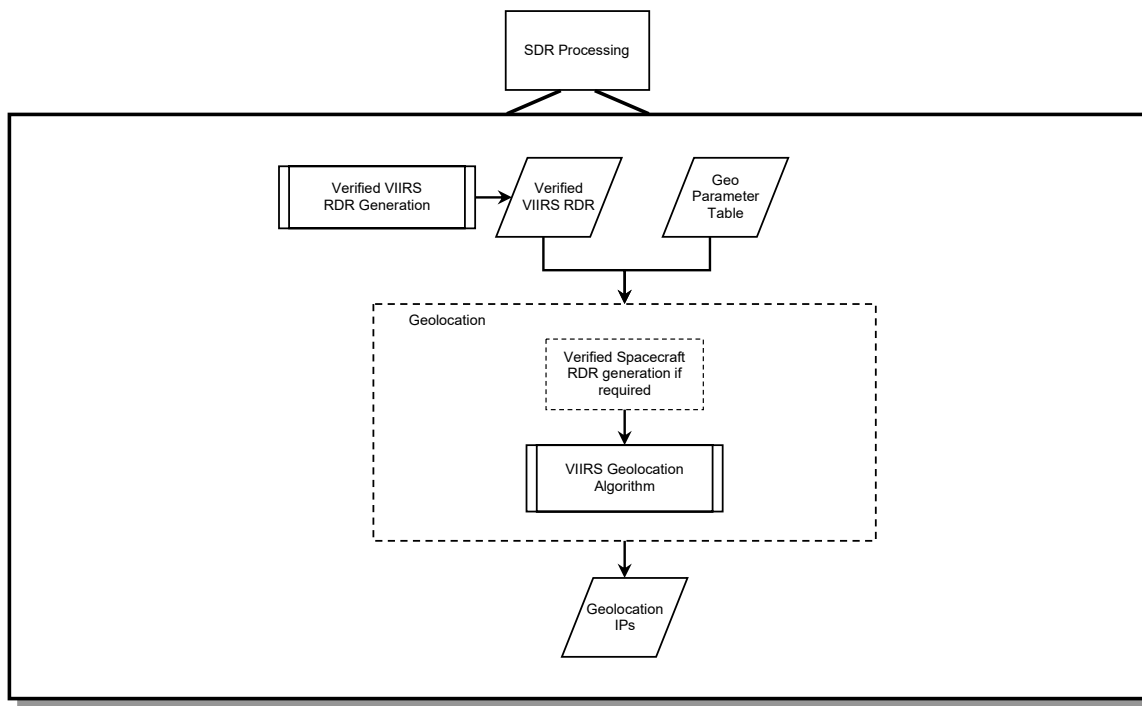 SDR Processing
Verified VIIRS
RDR Generation
Verified
VIIRS RDR
Geo
Parameter
Table
Geolocation
Verified Spacecraft
RDR generation if
required
VIIRS Geolocation
Algorithm
Geolocation
IPs